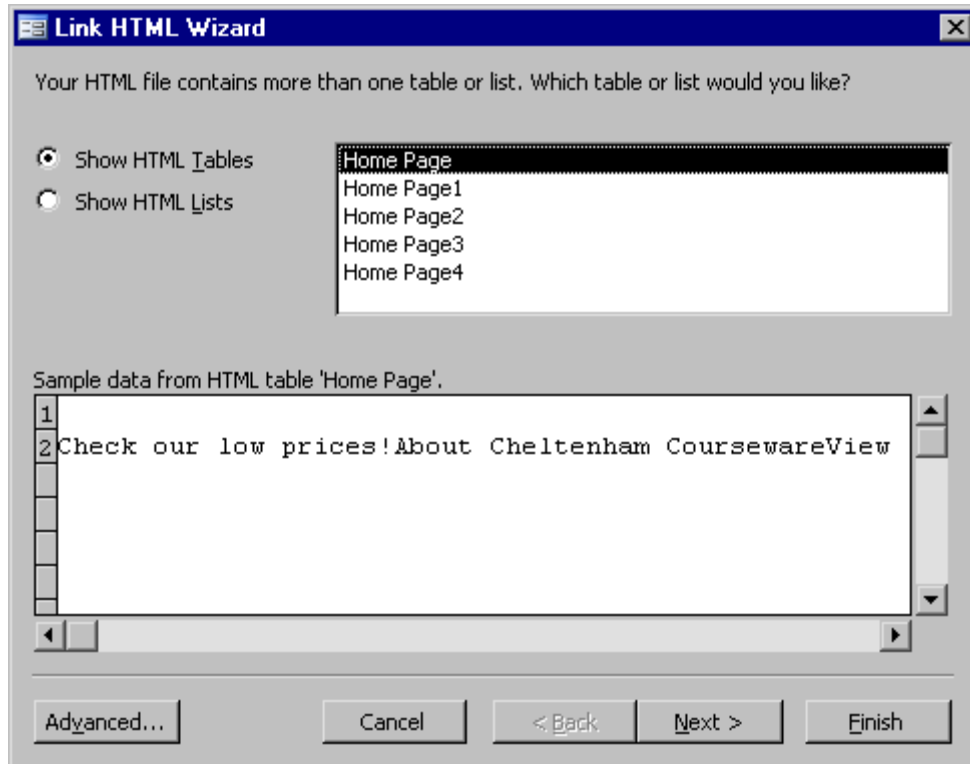 Link HTML Wizard
Your HTML file contains more than one table or list. Which table or list would you like?
Show HTML Tables
Show HTML Lists
Home Page
Home Page1
Home Page2
Home Page3
Home Page4
Sample data from HTML table 'Home Page'.
1
2 Check our low prices!About Cheltenham CoursewareView
Advanced... Cancel < Back Next > Finish